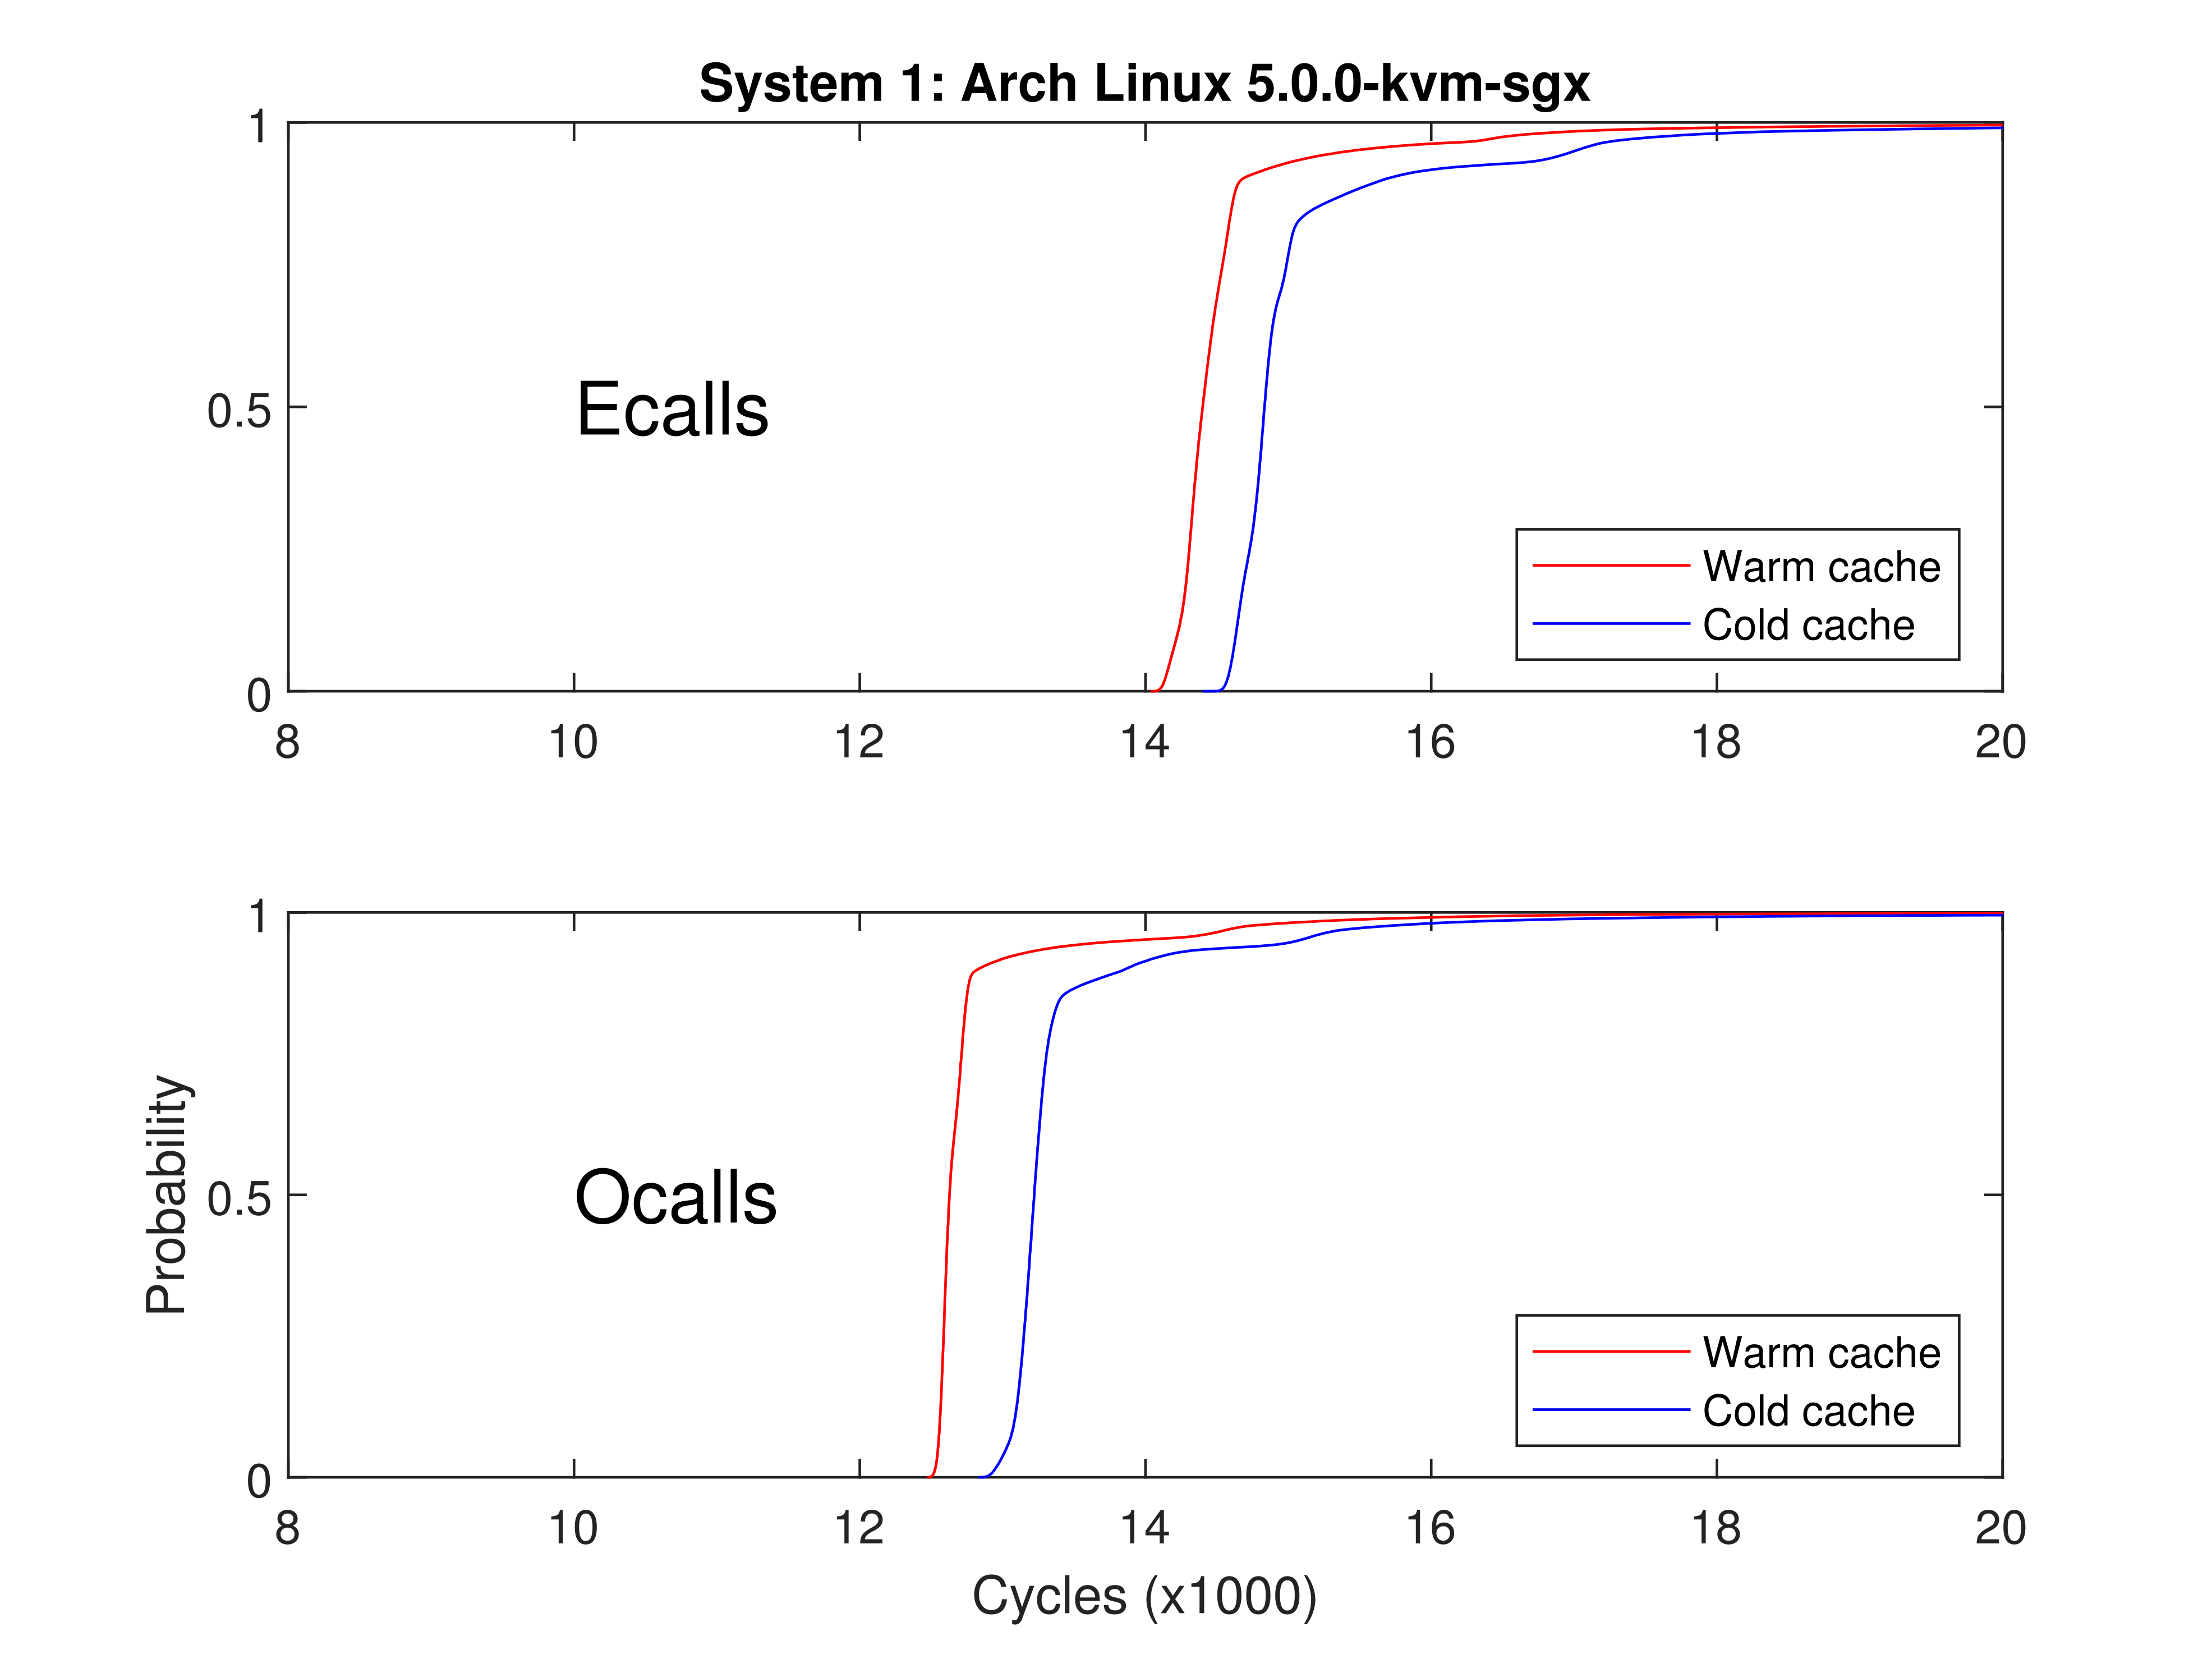 System 1: Arch Linux 5.0.0-kvm-sgx
1
0.5
0
Ecalls
Warm cache
Cold cache
8 10 12 14 16 18 20
1
0.5
0
Probability
Ocalls
Warm cache
Cold cache
8 10 12 14 16 18 20
Cycles (x1000)